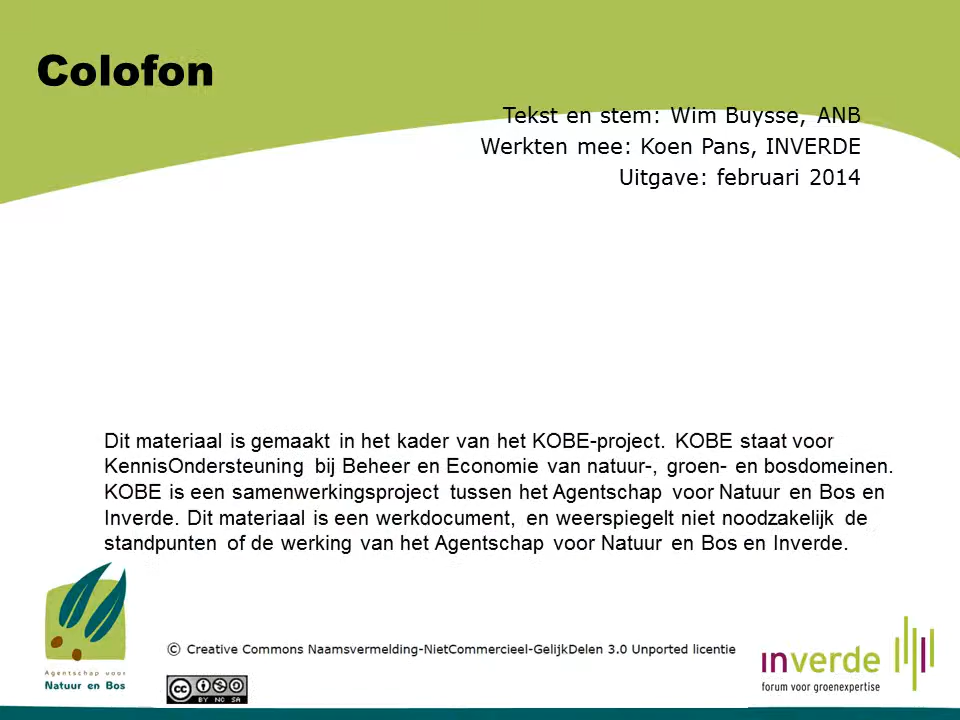 Colofon
Tekst en stem: Wim Buysse, ANB
Werkten mee: Koen Pans, INVERDE
Uitgave: februari 2014
Dit materiaal is gemaakt in het kader van het KOBE-project. KOBE staat voor
KennisOndersteuning bij Beheer en Economie van natuur-, groen- en bosdomeinen.
KOBE is een samenwerkingsproject tussen het Agentschap voor Natuur en Bos en
Inverde. Dit materiaal is een werkdocument, en weerspiegelt niet noodzakelijk de
standpunten of de werking van het Agentschap voor Natuur en Bos en Inverde.
Agentschap voor
Natuur en Bos
© Creative Commons Naamsvermelding-NietCommercieel-GelijkDelen 3.0 Unported licentie
cc
BY NC SA
inverde
forum voor groenexpertise